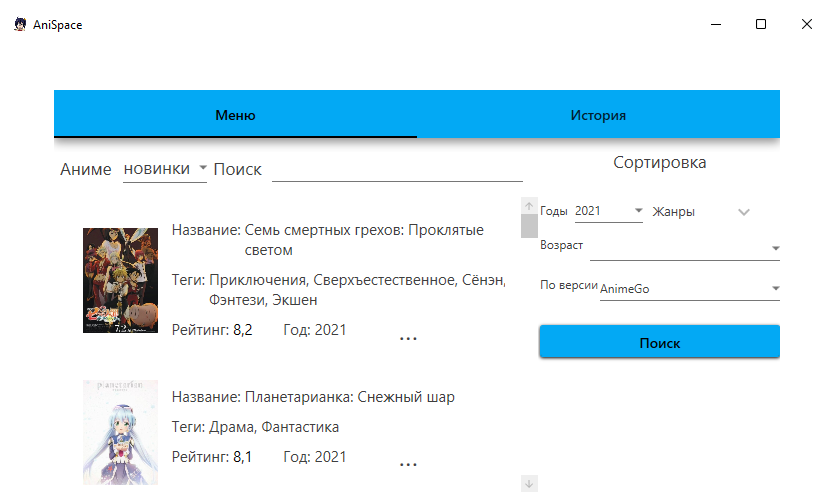 AniSpace
Меню
История
Аниме новинки Поиск
Сортировка
Название: Семь смертных грехов: Проклятые
светом
Теги: Приключения, Сверхъестественное, Сёнэн,
Фэнтези, Экшен
Рейтинг: 8,2 Год: 2021 ...
Название: Планетарианка: Снежный шар
Теги: Драма, Фантастика
Рейтинг: 8,1 Год: 2021 ...
planetarian
Годы 2021 Жанры
Возраст
По версии AnimeGo
Поиск